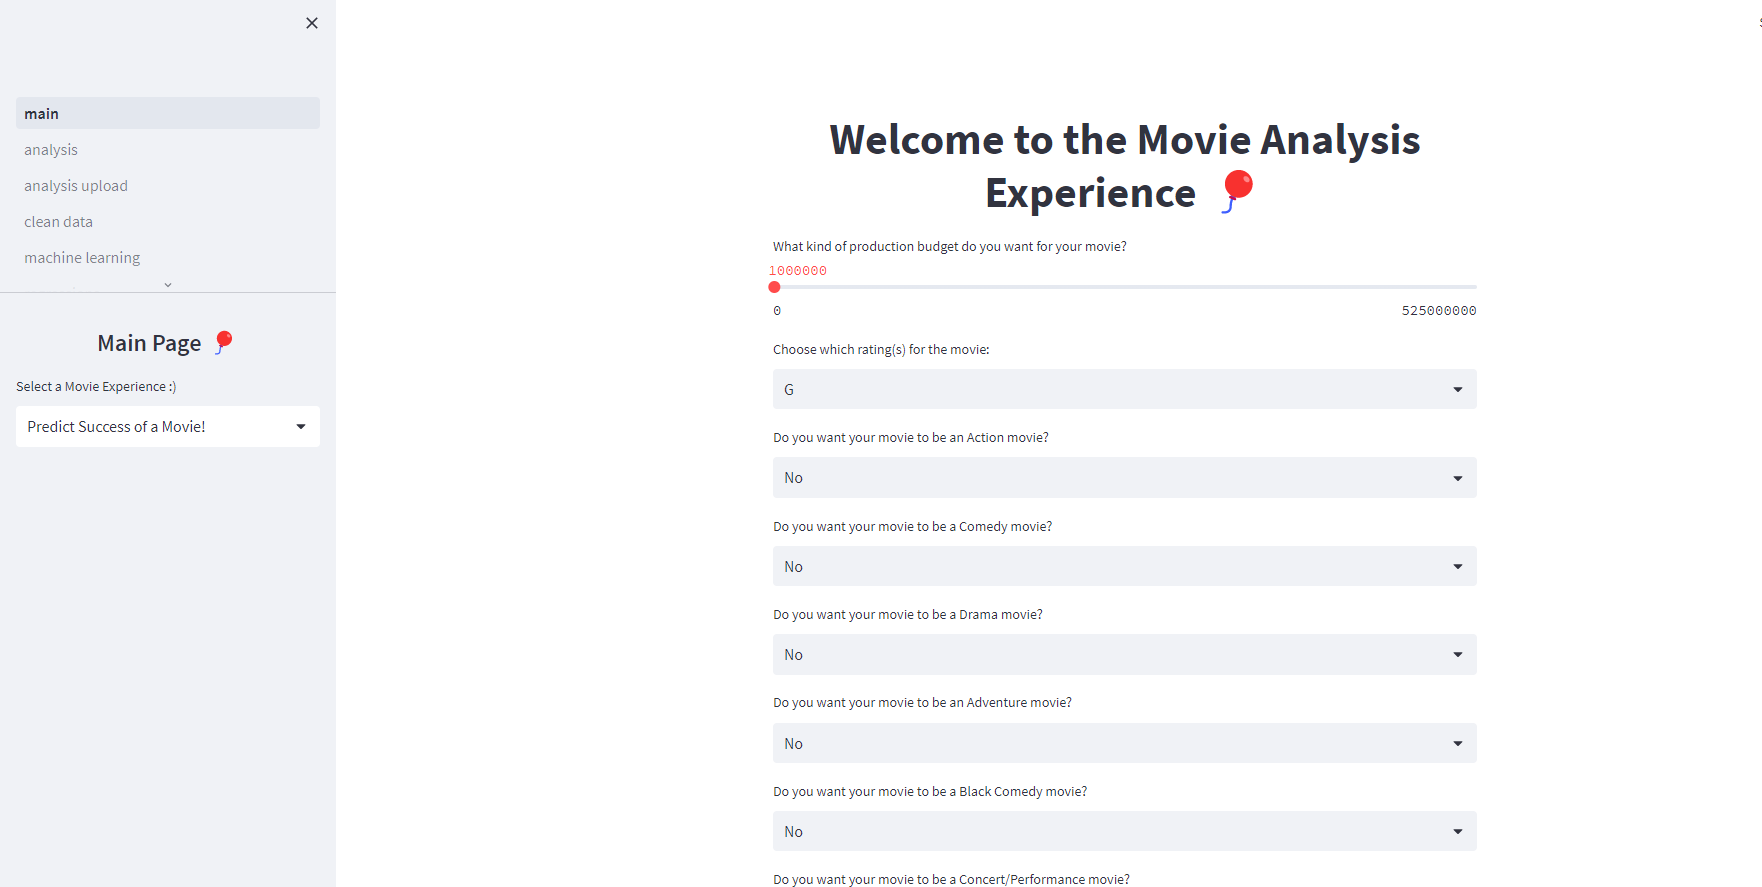 main
analysis
analysis upload
clean data
machine learning
Main Page
Select a Movie Experience :)
Predict Success of a Movie!
Welcome to the Movie Analysis
Experience
What kind of production budget do you want for your movie?
1000000
0
525000000
Choose which rating(s) for the movie:
G
Do you want your movie to be an Action movie?
No
Do you want your movie to be a Comedy movie?
No
Do you want your movie to be a Drama movie?
No
Do you want your movie to be an Adventure movie?
No
Do you want your movie to be a Black Comedy movie?
No
Do you want your movie to be a Concert/Performance movie?